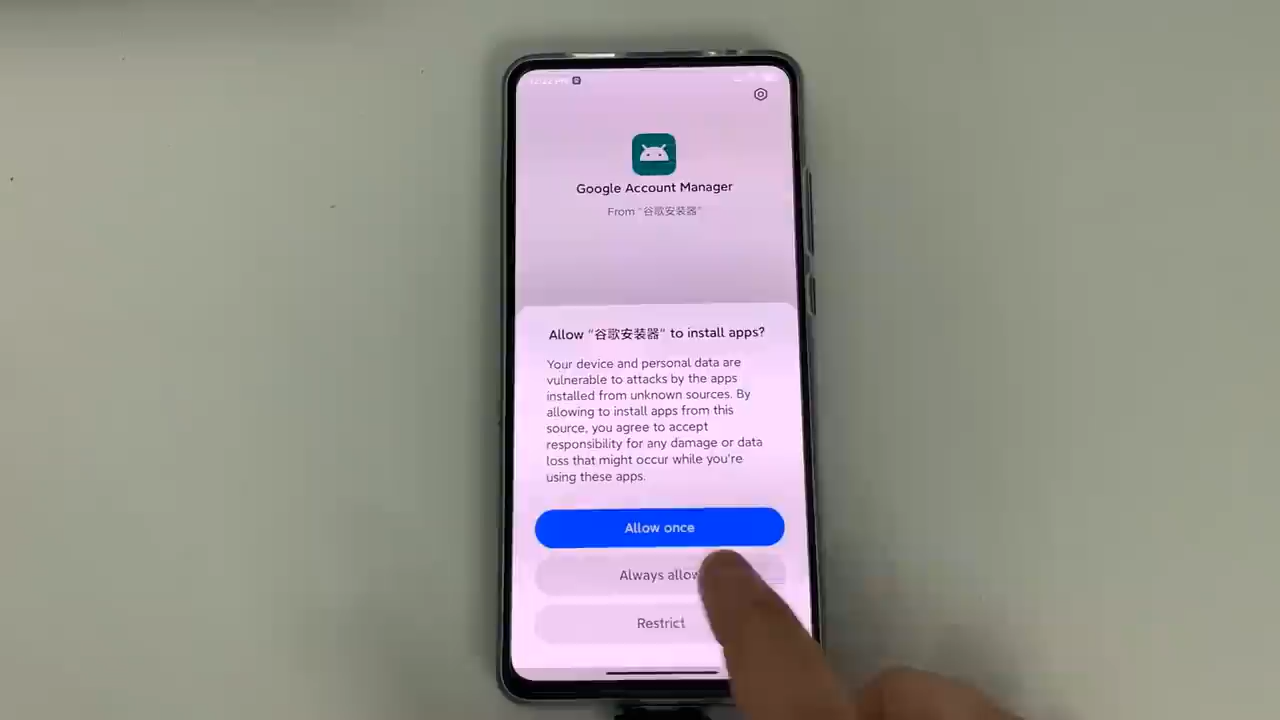 Google Account Manager
From "谷歌安装器"
Allow "谷歌安装器" to install apps?
Your device and personal data are
vulnerable to attacks by the apps
installed from unknown sources. By
allowing to install apps from this
source, you agree to accept
responsibility for any damage or data
loss that might occur while you're
using these apps.
Allow once
Always allow
Restrict